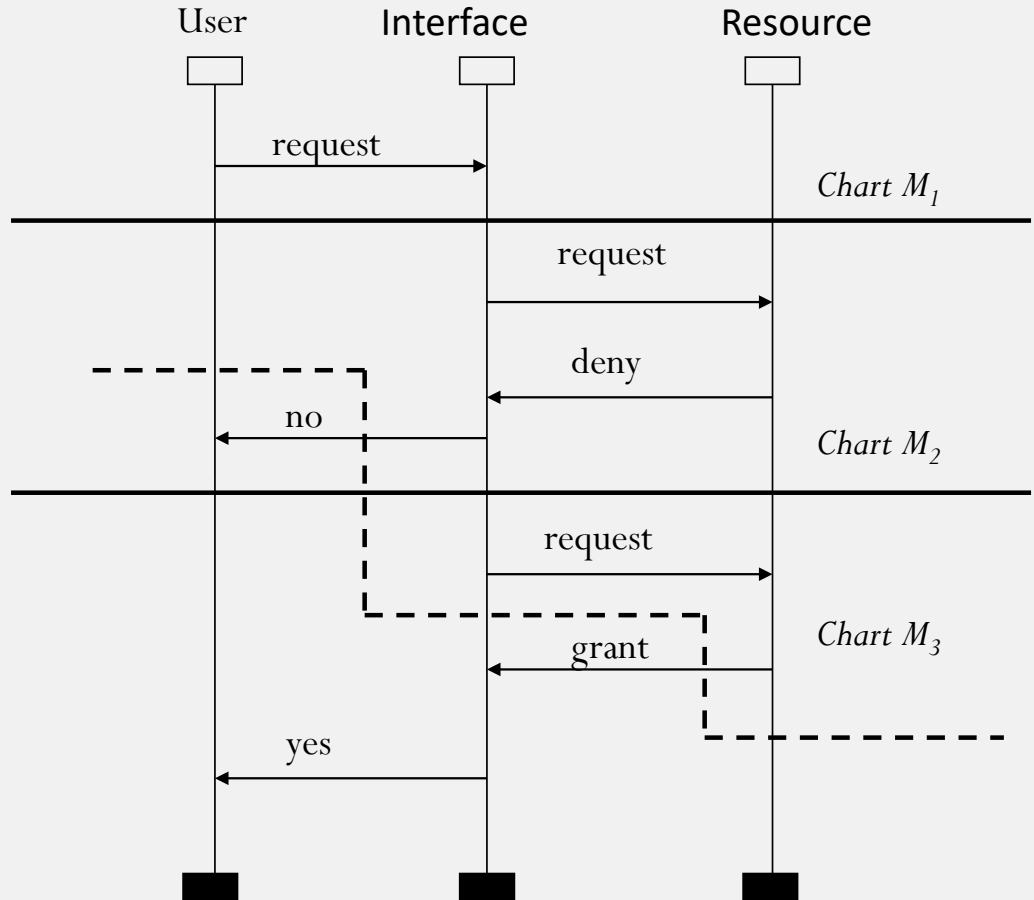 User
Interface
Resource
request
Chart M₁
request
deny
no
Chart M₂
request
Chart M₃
grant
yes